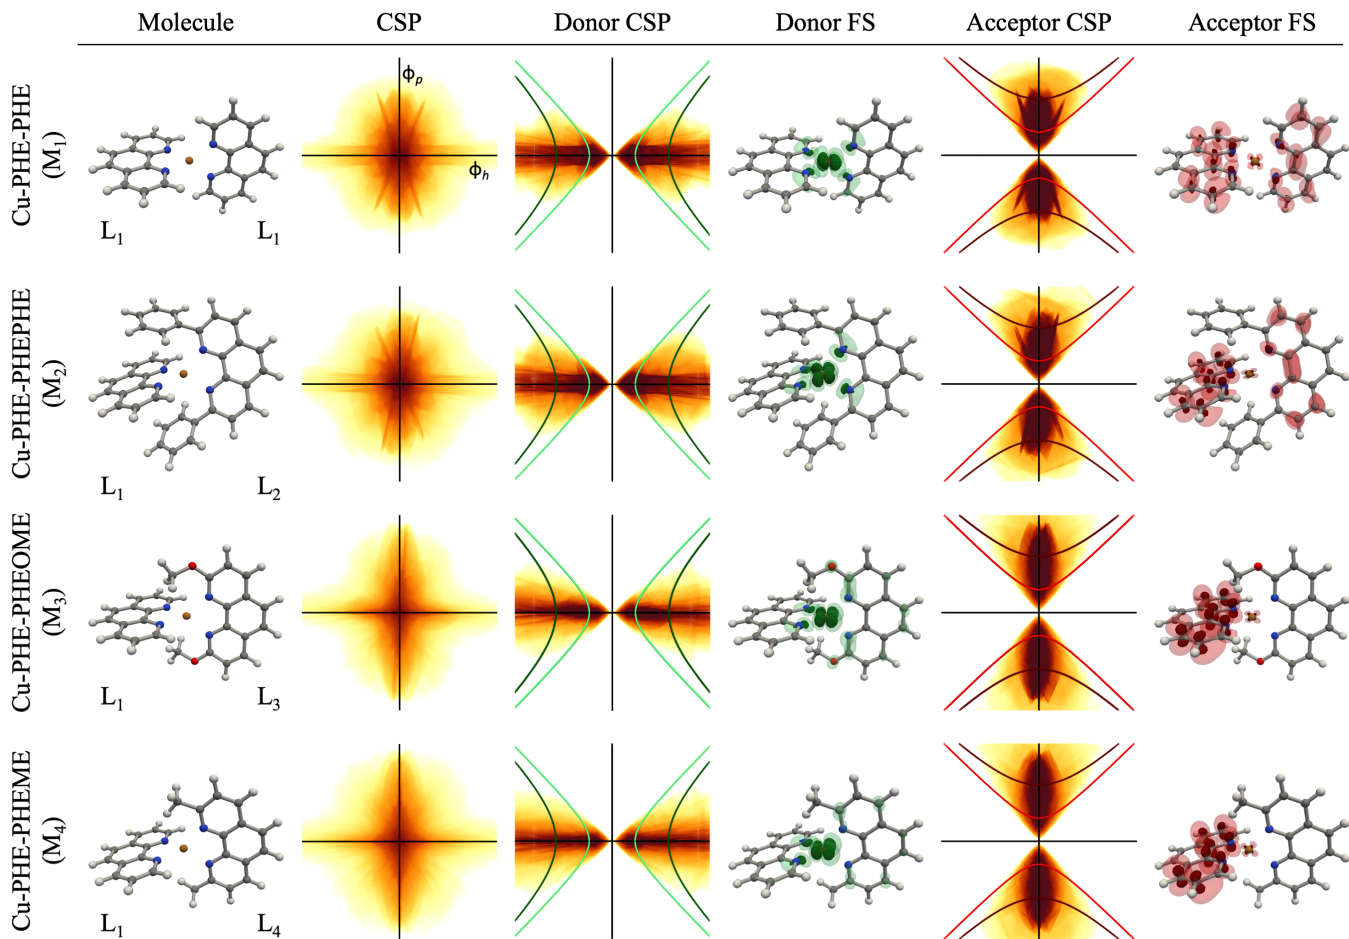 Molecule CSP Donor CSP Donor FS Acceptor CSP Acceptor FS
Cu-PHE-PHE
(M₁)
ϕₚ
ϕₕ
L₁ L₁
Cu-PHE-PHEPHE
(M₂)
L₁ L₂
Cu-PHE-PHEOME
(M₃)
L₁ L₃
Cu-PHE-PHEME
(M₄)
L₁ L₄